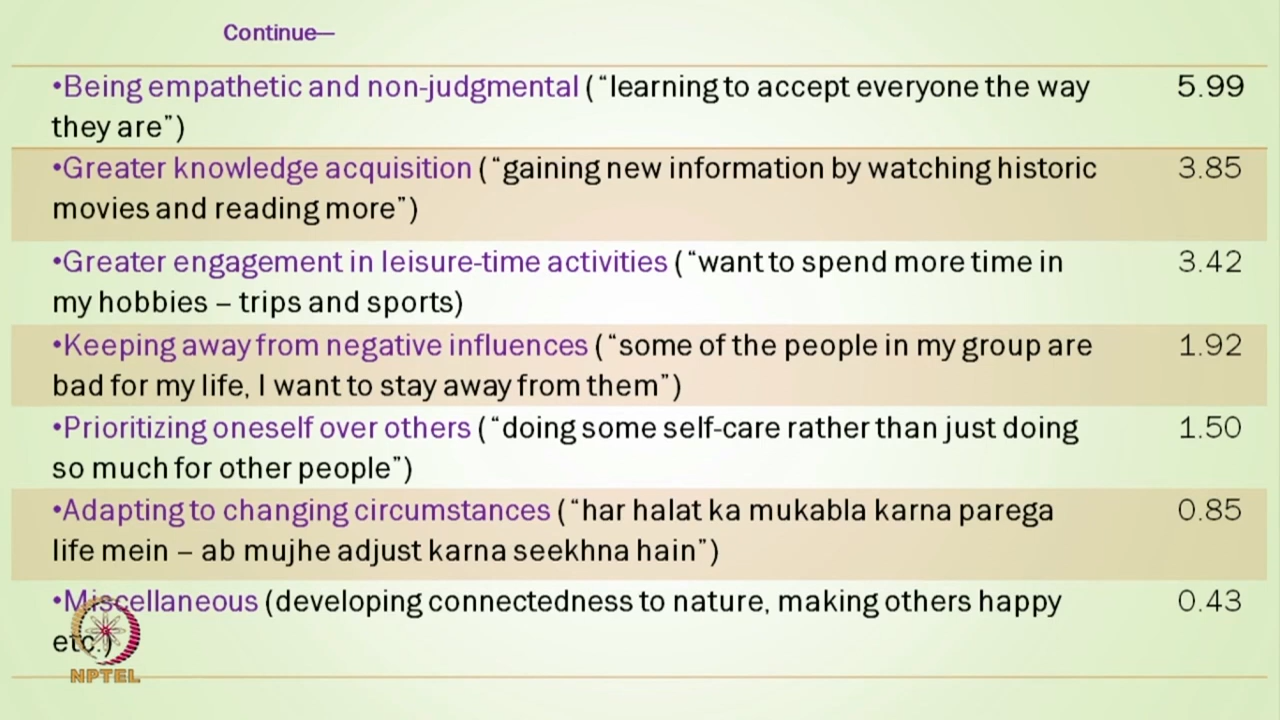 Continue—
•Being empathetic and non-judgmental (“learning to accept everyone the way 5.99
they are”)
•Greater knowledge acquisition (“gaining new information by watching historic 3.85
movies and reading more”)
•Greater engagement in leisure-time activities (“want to spend more time in 3.42
my hobbies – trips and sports)
•Keeping away from negative influences (“some of the people in my group are 1.92
bad for my life, I want to stay away from them”)
•Prioritizing oneself over others (“doing some self-care rather than just doing 1.50
so much for other people”)
•Adapting to changing circumstances (“har halat ka mukabla karna parega 0.85
life mein – ab mujhe adjust karna seekhna hain”)
•Miscellaneous (developing connectedness to nature, making others happy 0.43
etc.)
NPTEL